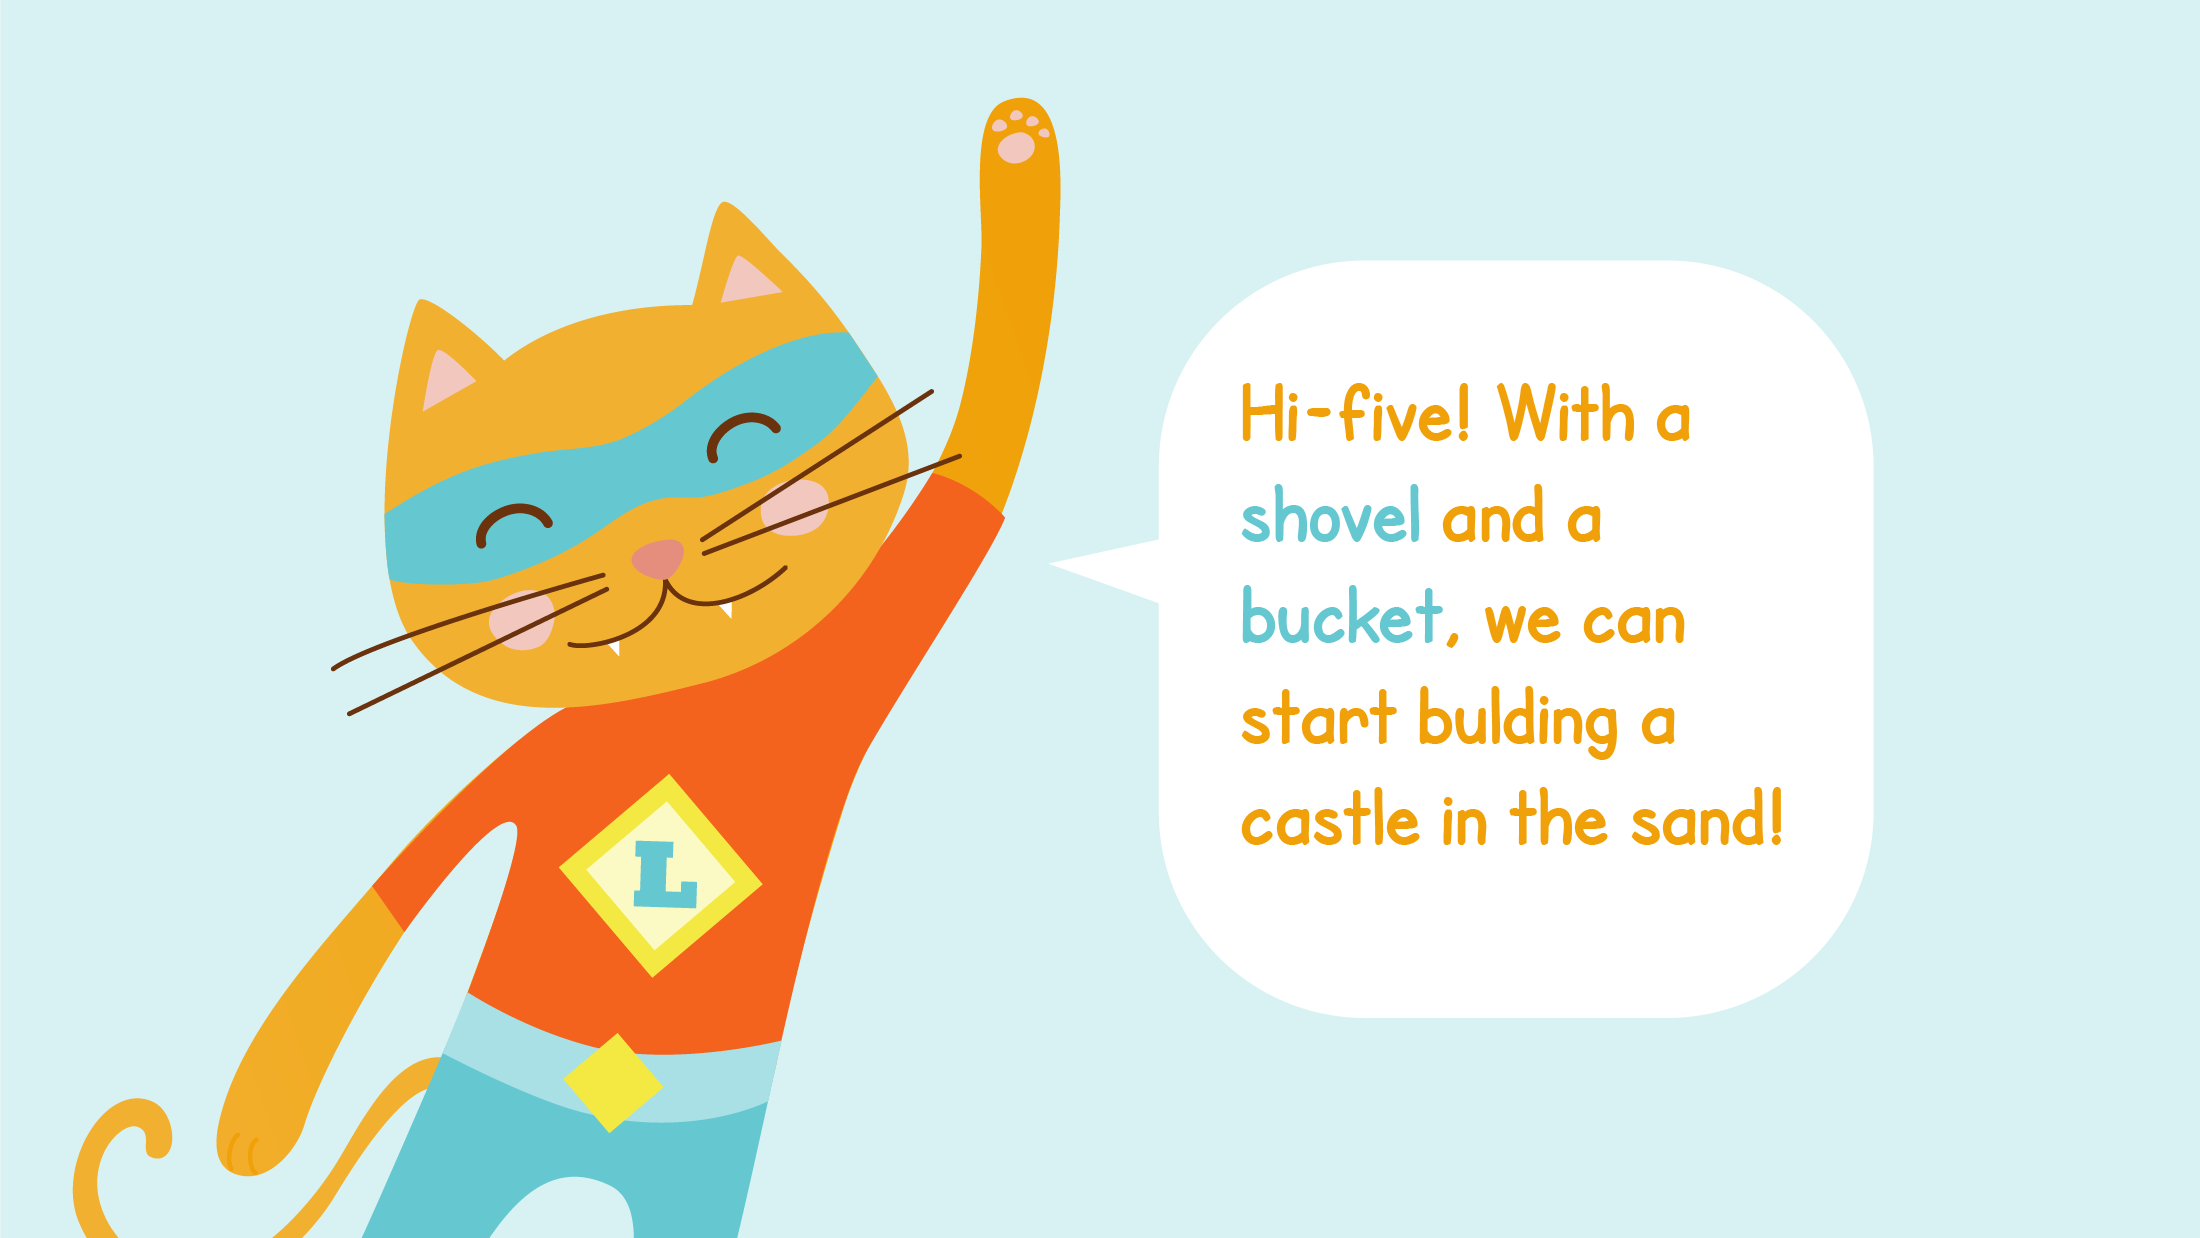 Hi-five! With a
shovel and a
bucket, we can
start bulding a
castle in the sand!
L